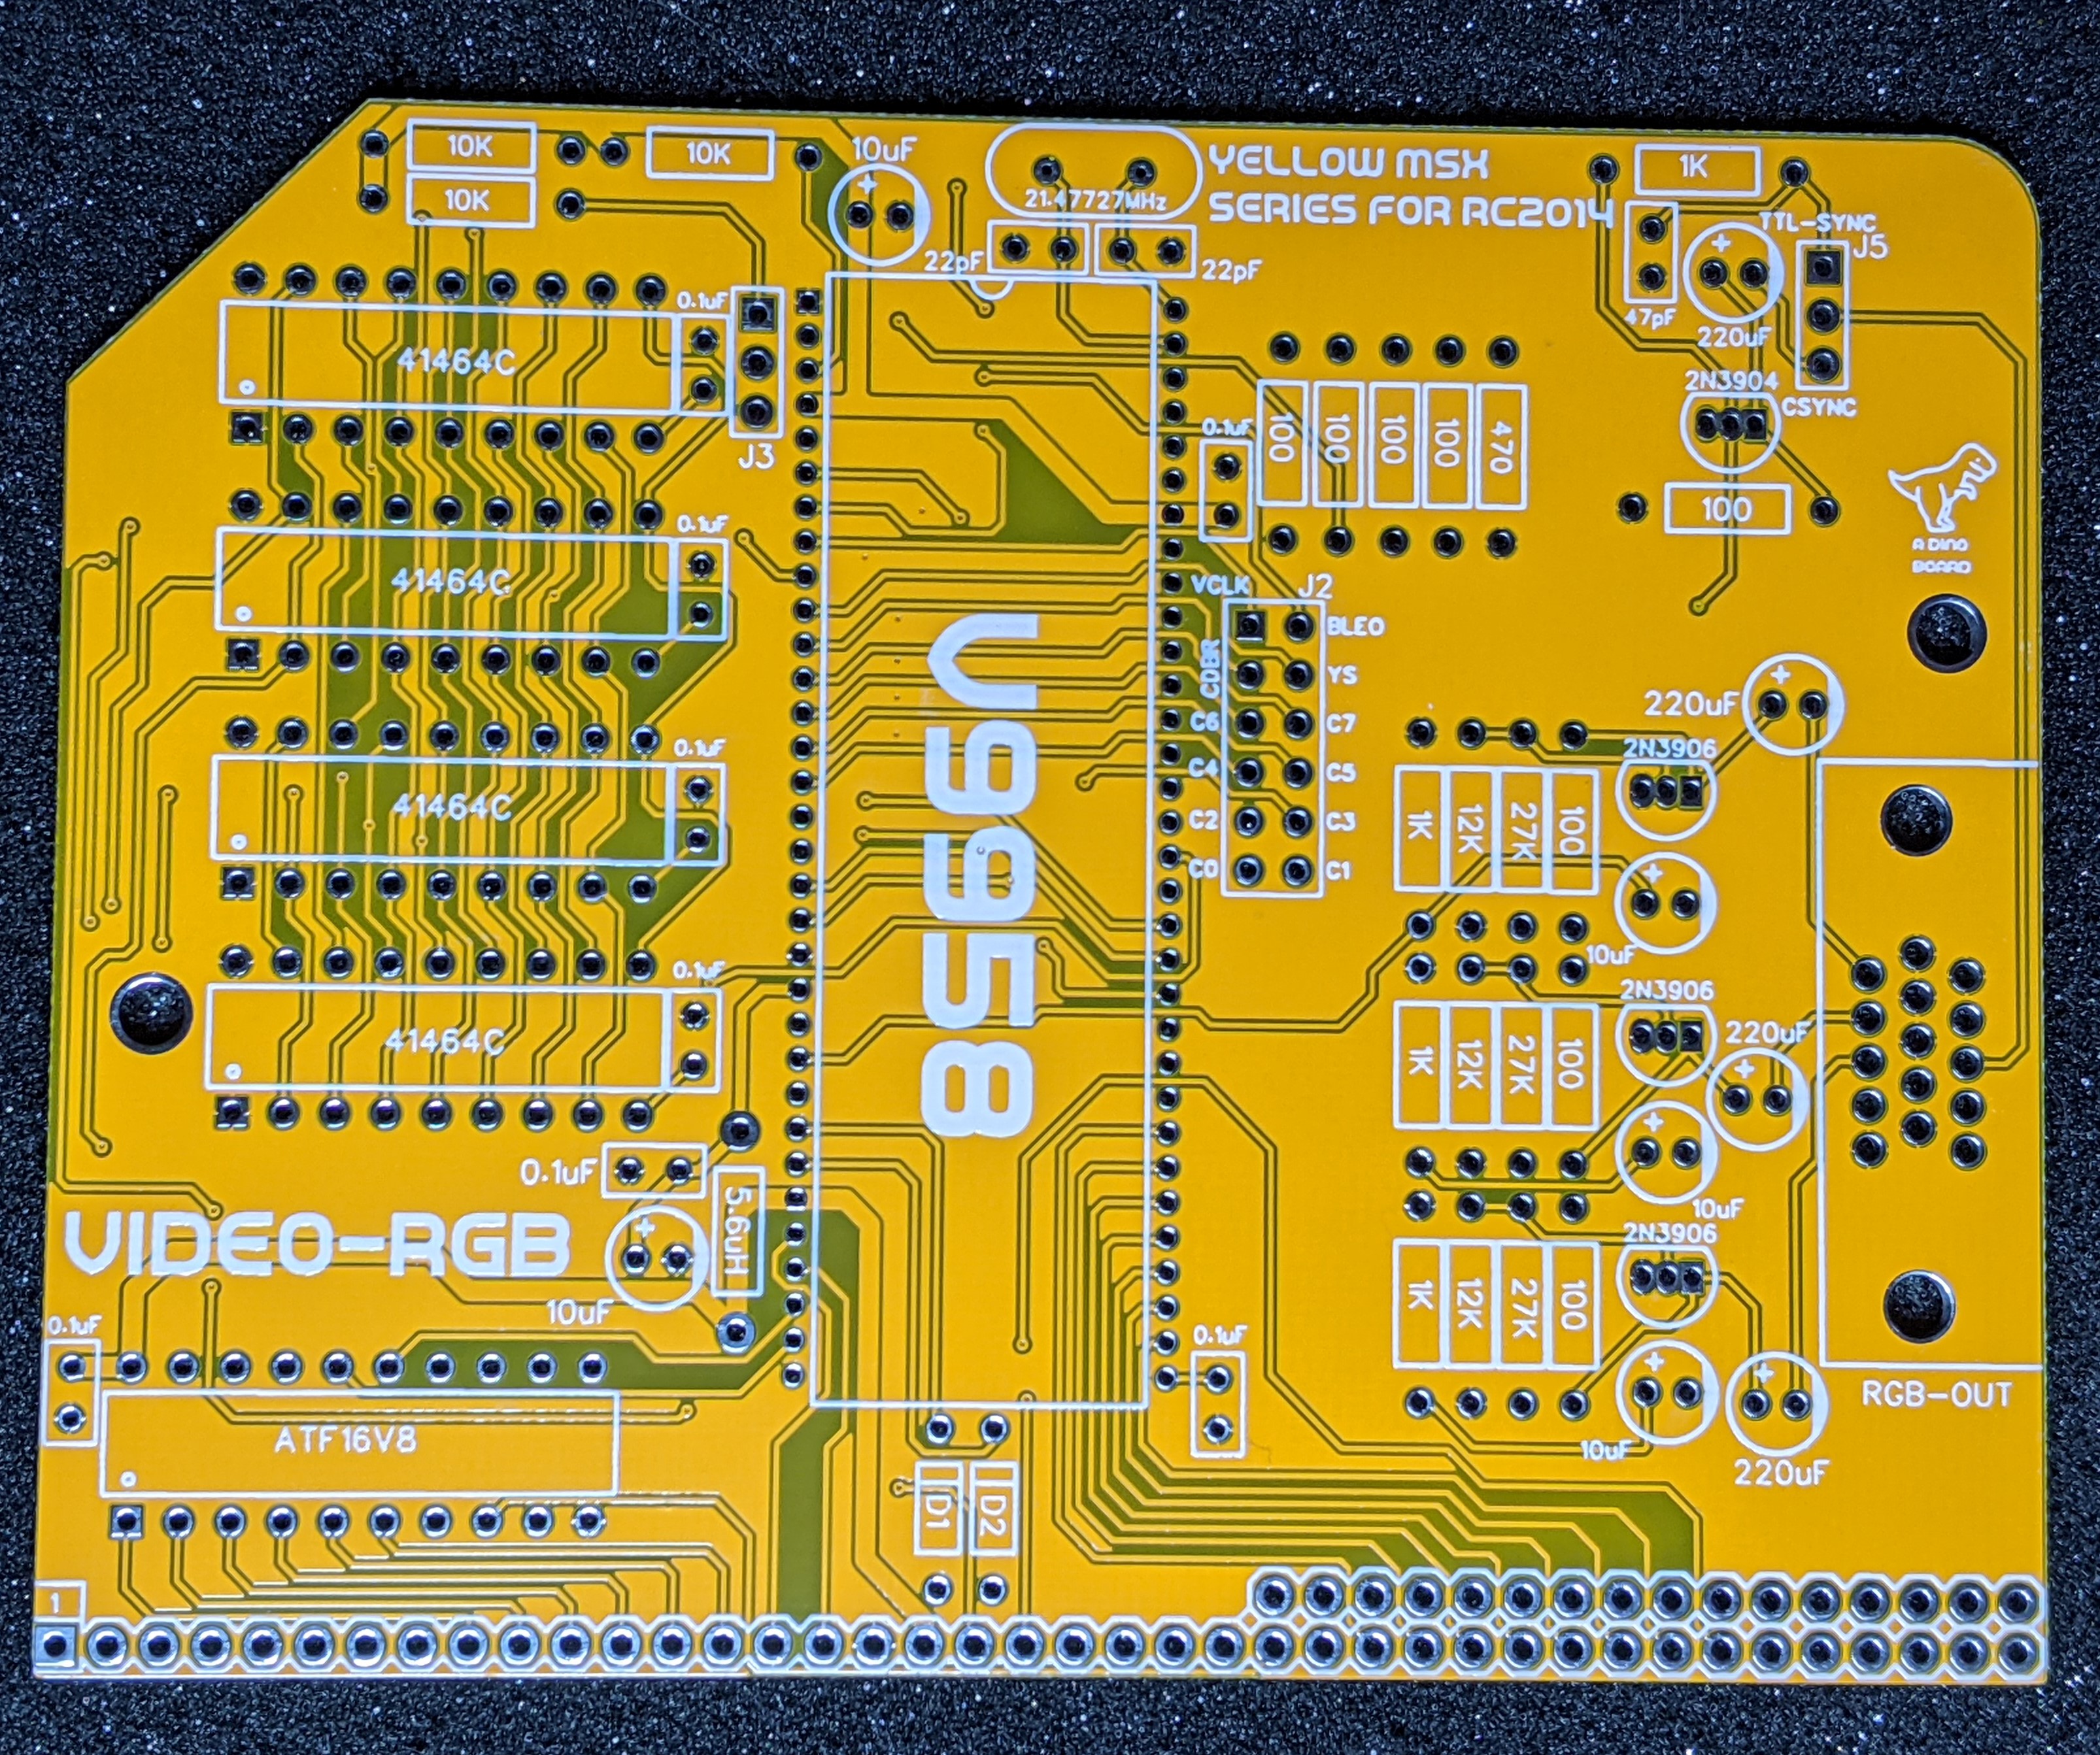 10K
10K
10K
10uF
+
21.47727MHz
YELLOW MSX
SERIES FOR RC2014
22pF
22pF
1K
TTL-SYNC
J5
+
47pF
220uF
2N3904
CSYNC
100
A DINO
BOARD
0.1uF
41464C
J3
0.1uF
41464C
0.1uF
41464C
0.1uF
41464C
0.1uF
100
100
100
100
470
VCLK
J2
BLEO
CDBR
YS
C6
C7
C4
C5
C2
C3
C0
C1
V9958
220uF
+
2N3906
1K
12K
27K
100
+
10uF
2N3906
220uF
+
1K
12K
27K
100
+
10uF
2N3906
1K
12K
27K
100
+
10uF
+
220uF
RGB-OUT
0.1uF
5.6uH
VIDEO-RGB
+
10uF
0.1uF
ATF16V8
0.1uF
D1
D2
1